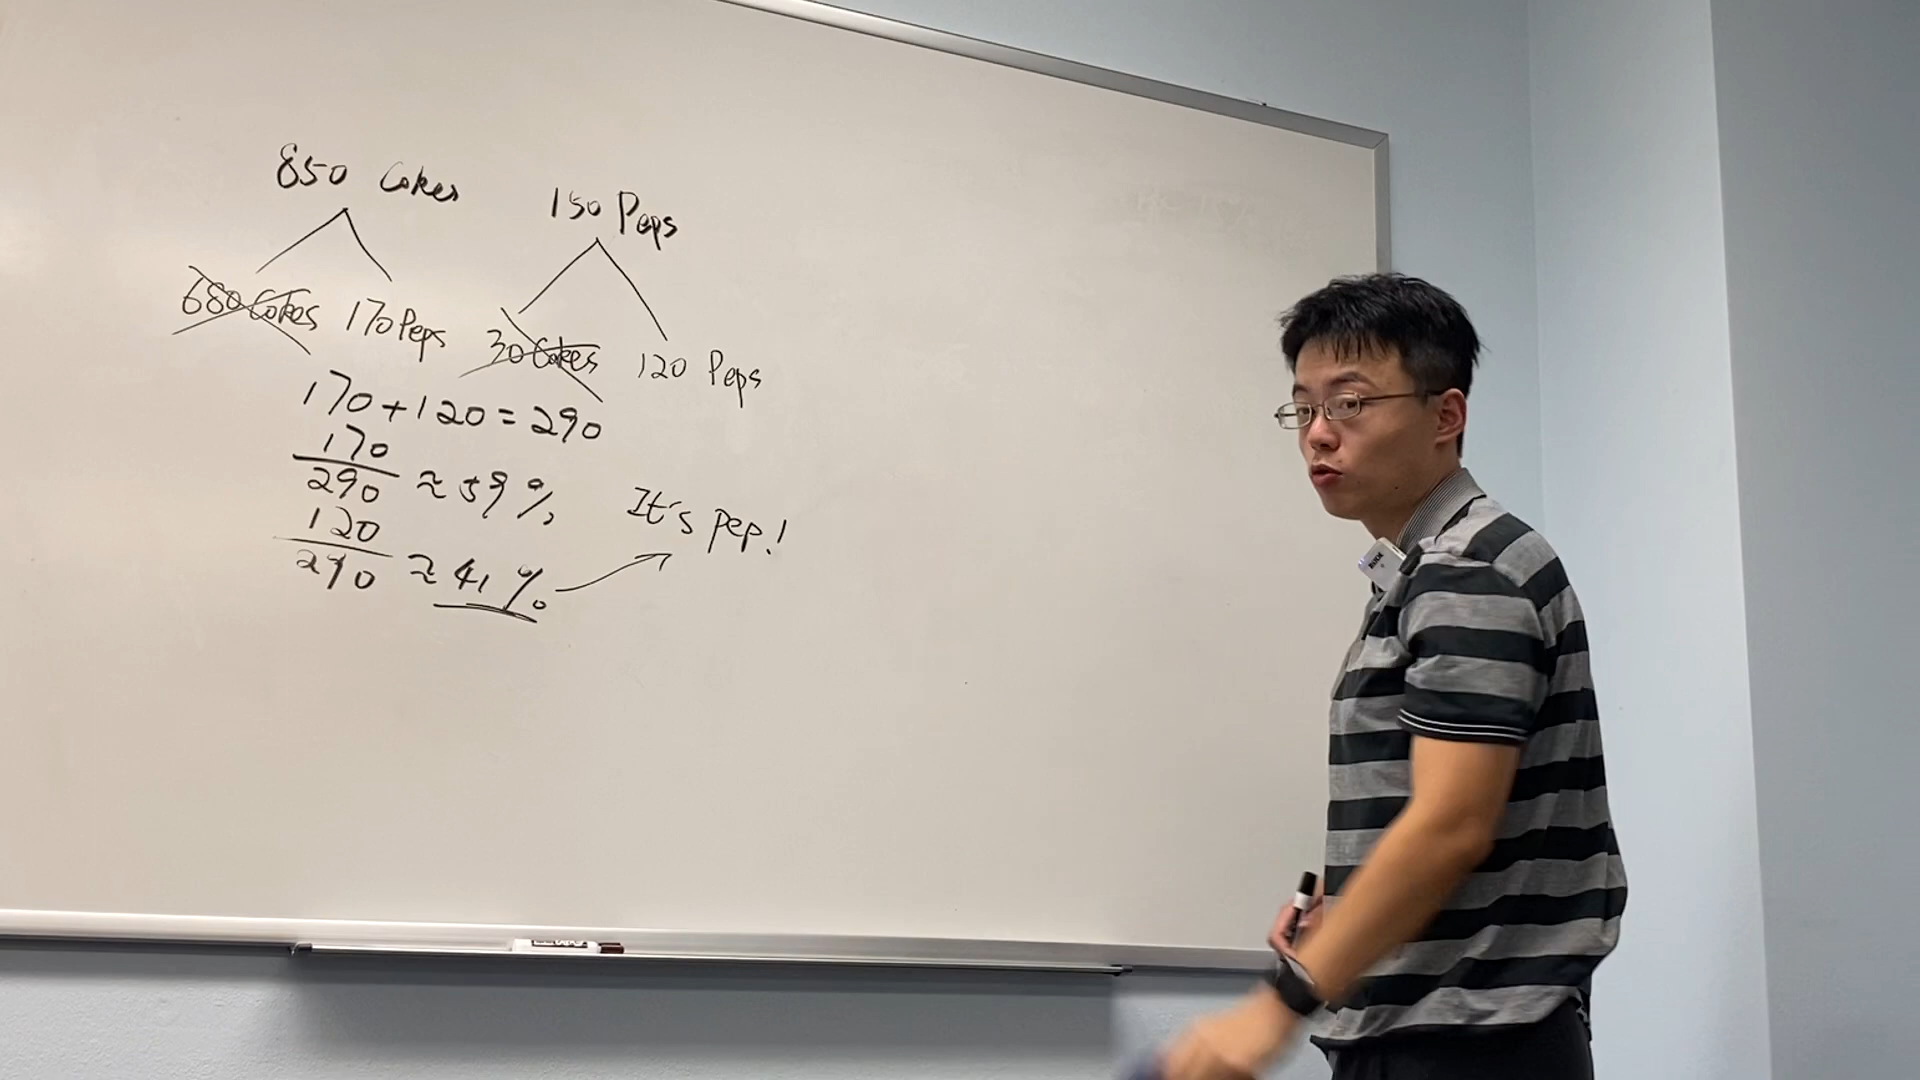 850 Cokes
150 Peps
680 Cokes 170 Peps
30 Cokes 120 Peps
170+120=290
170
290 ≈ 59%
It's pep!
120
290 ≈ 41%
RODE